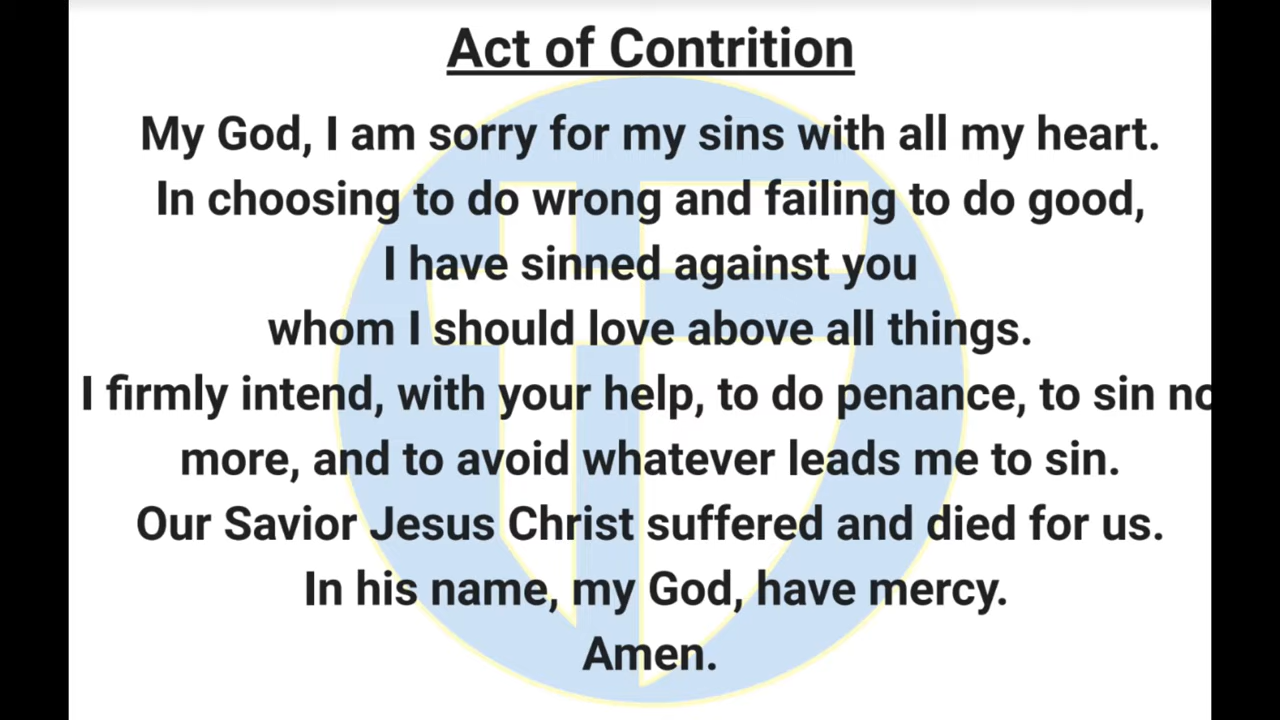 Act of Contrition
My God, I am sorry for my sins with all my heart.
In choosing to do wrong and failing to do good,
I have sinned against you
whom I should love above all things.
I firmly intend, with your help, to do penance, to sin no
more, and to avoid whatever leads me to sin.
Our Savior Jesus Christ suffered and died for us.
In his name, my God, have mercy.
Amen.